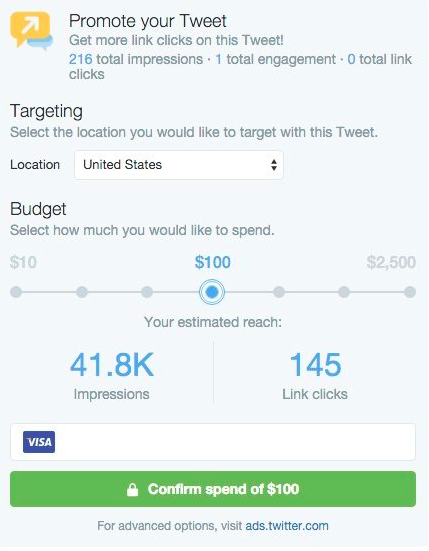 Promote your Tweet
Get more link clicks on this Tweet!
216 total impressions · 1 total engagement · 0 total link
clicks
Targeting
Select the location you would like to target with this Tweet.
Location United States
Budget
Select how much you would like to spend.
$10 $100 $2,500
Your estimated reach:
41.8K 145
Impressions Link clicks
VISA
Confirm spend of $100
For advanced options, visit ads.twitter.com